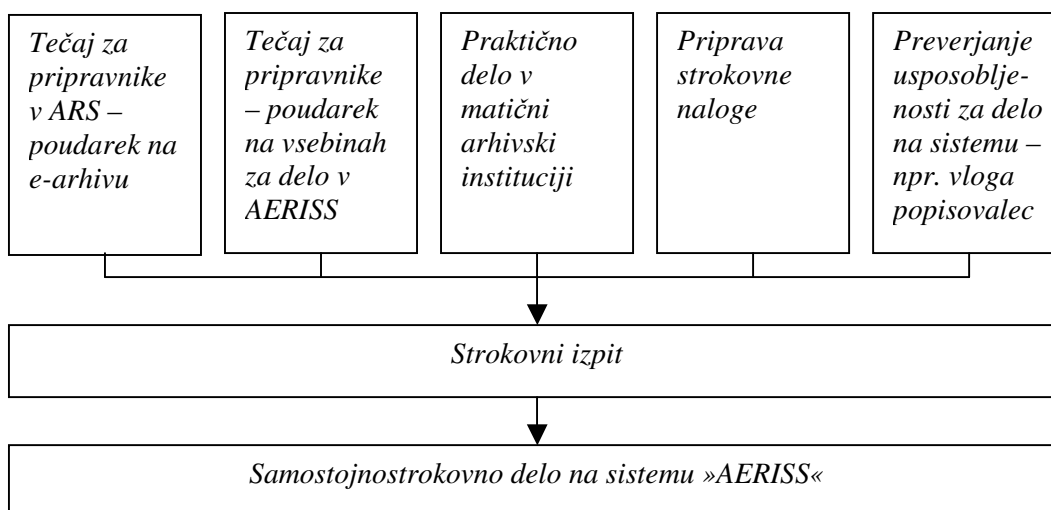 Tečaj za
pripravnike
v ARS –
poudarek na
e-arhivu
Tečaj za
pripravnike
– poudarek
na vsebinah
za delo v
AERISS
Praktično
delo v
matični
arhivski
instituciji
Priprava
strokovne
naloge
Preverjanje
usposoblje-
nosti za delo
na sistemu –
npr. vloga
popisovalec
Strokovni izpit
Samostojnostrokovno delo na sistemu »AERISS«